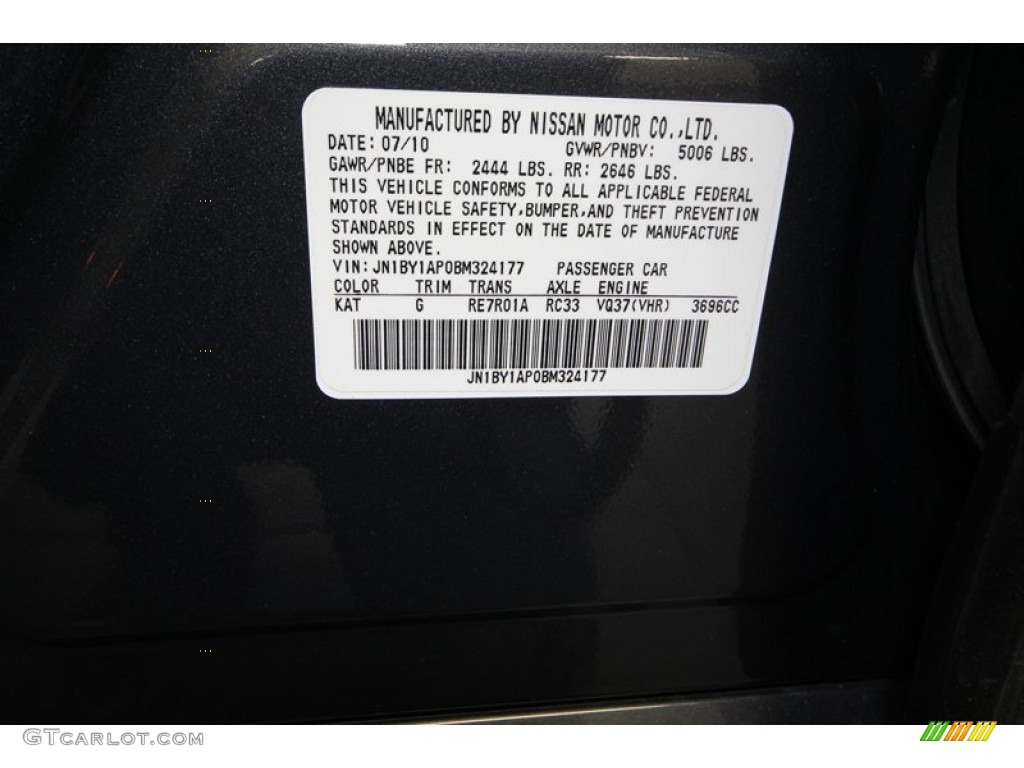 MANUFACTURED BY NISSAN MOTOR CO.,LTD.
DATE: 07/10 GVWR/PNBV: 5006 LBS.
GAWR/PNBE FR: 2444 LBS. RR: 2646 LBS.
THIS VEHICLE CONFORMS TO ALL APPLICABLE FEDERAL
MOTOR VEHICLE SAFETY,BUMPER,AND THEFT PREVENTION
STANDARDS IN EFFECT ON THE DATE OF MANUFACTURE
SHOWN ABOVE.
VIN: JN1BY1AP0BM324177 PASSENGER CAR
COLOR TRIM TRANS AXLE ENGINE
KAT G RE7R01A RC33 VQ37(VHR) 3696CC
JN1BY1AP0BM324177
GTCARLOT.COM